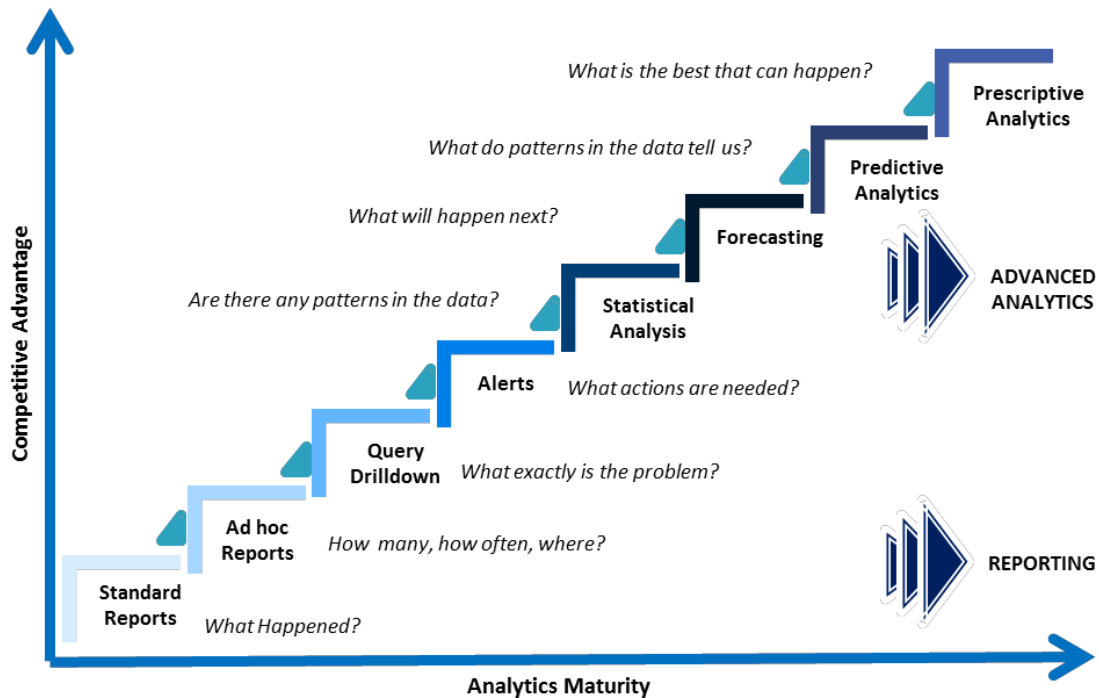 What is the best that can happen?
Prescriptive
Analytics
What do patterns in the data tell us?
Predictive
Analytics
What will happen next?
Forecasting
ADVANCED
ANALYTICS
Are there any patterns in the data?
Statistical
Analysis
Alerts
What actions are needed?
Query
Drilldown
What exactly is the problem?
Ad hoc
Reports
How many, how often, where?
REPORTING
Standard
Reports
What Happened?
Competitive Advantage
Analytics Maturity